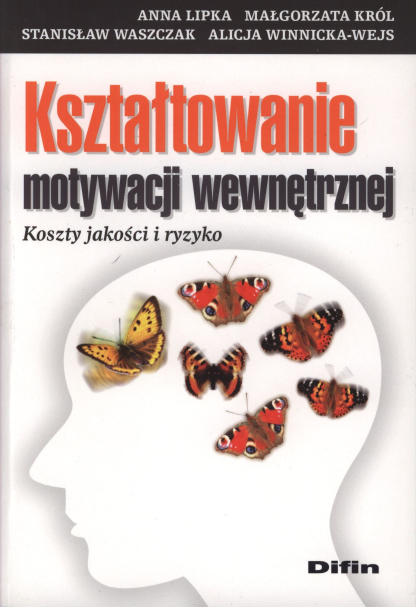 ANNA LIPKA MAŁGORZATA KRÓL
STANISŁAW WASZCZAK ALICJA WINNICKA-WEJS
Kształtowanie
motywacji wewnętrznej
Koszty jakości i ryzyko
Difin